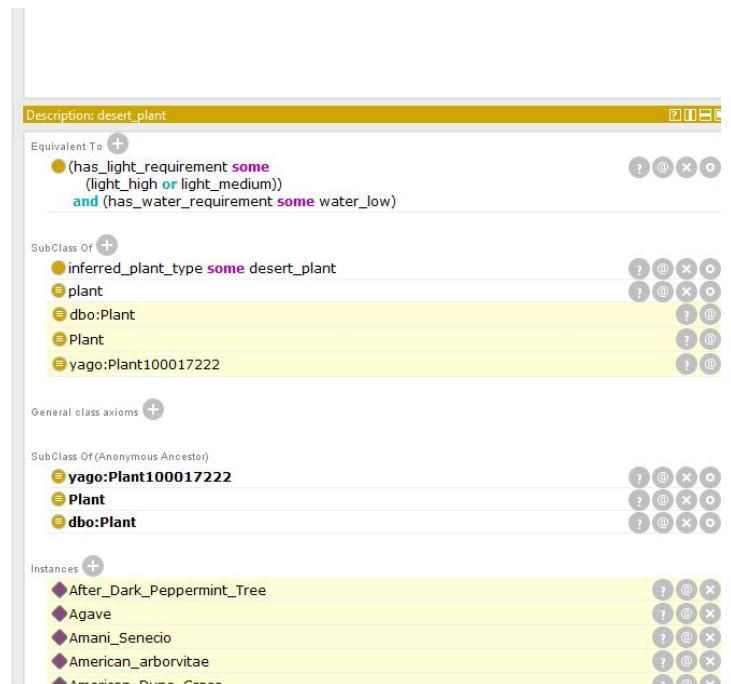 Description: desert_plant
Equivalent To
(has_light_requirement some
(light_high or light_medium))
and (has_water_requirement some water_low)
SubClass Of
inferred_plant_type some desert_plant
plant
dbo:Plant
Plant
yago:Plant100017222
General class axioms
SubClass Of (Anonymous Ancestor)
yago:Plant100017222
Plant
dbo:Plant
Instances
After_Dark_Peppermint_Tree
Agave
Amani_Senecio
American_arborvitae
American_Dune_Grass